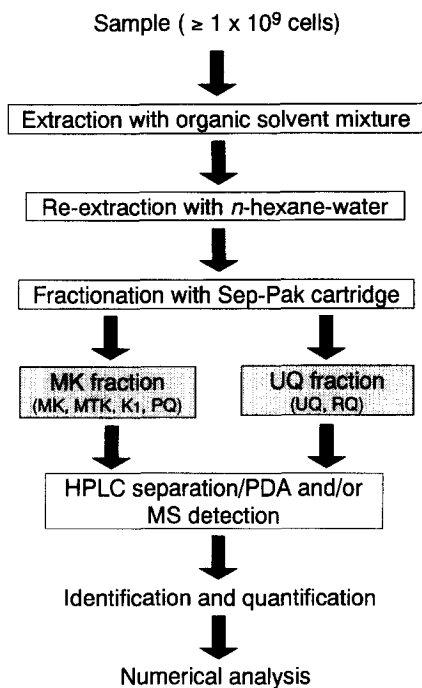 Sample ( ≥ 1 x 10⁹ cells)
Extraction with organic solvent mixture
Re-extraction with n-hexane-water
Fractionation with Sep-Pak cartridge
MK fraction
(MK, MTK, K₁, PQ)
UQ fraction
(UQ, RQ)
HPLC separation/PDA and/or
MS detection
Identification and quantification
Numerical analysis